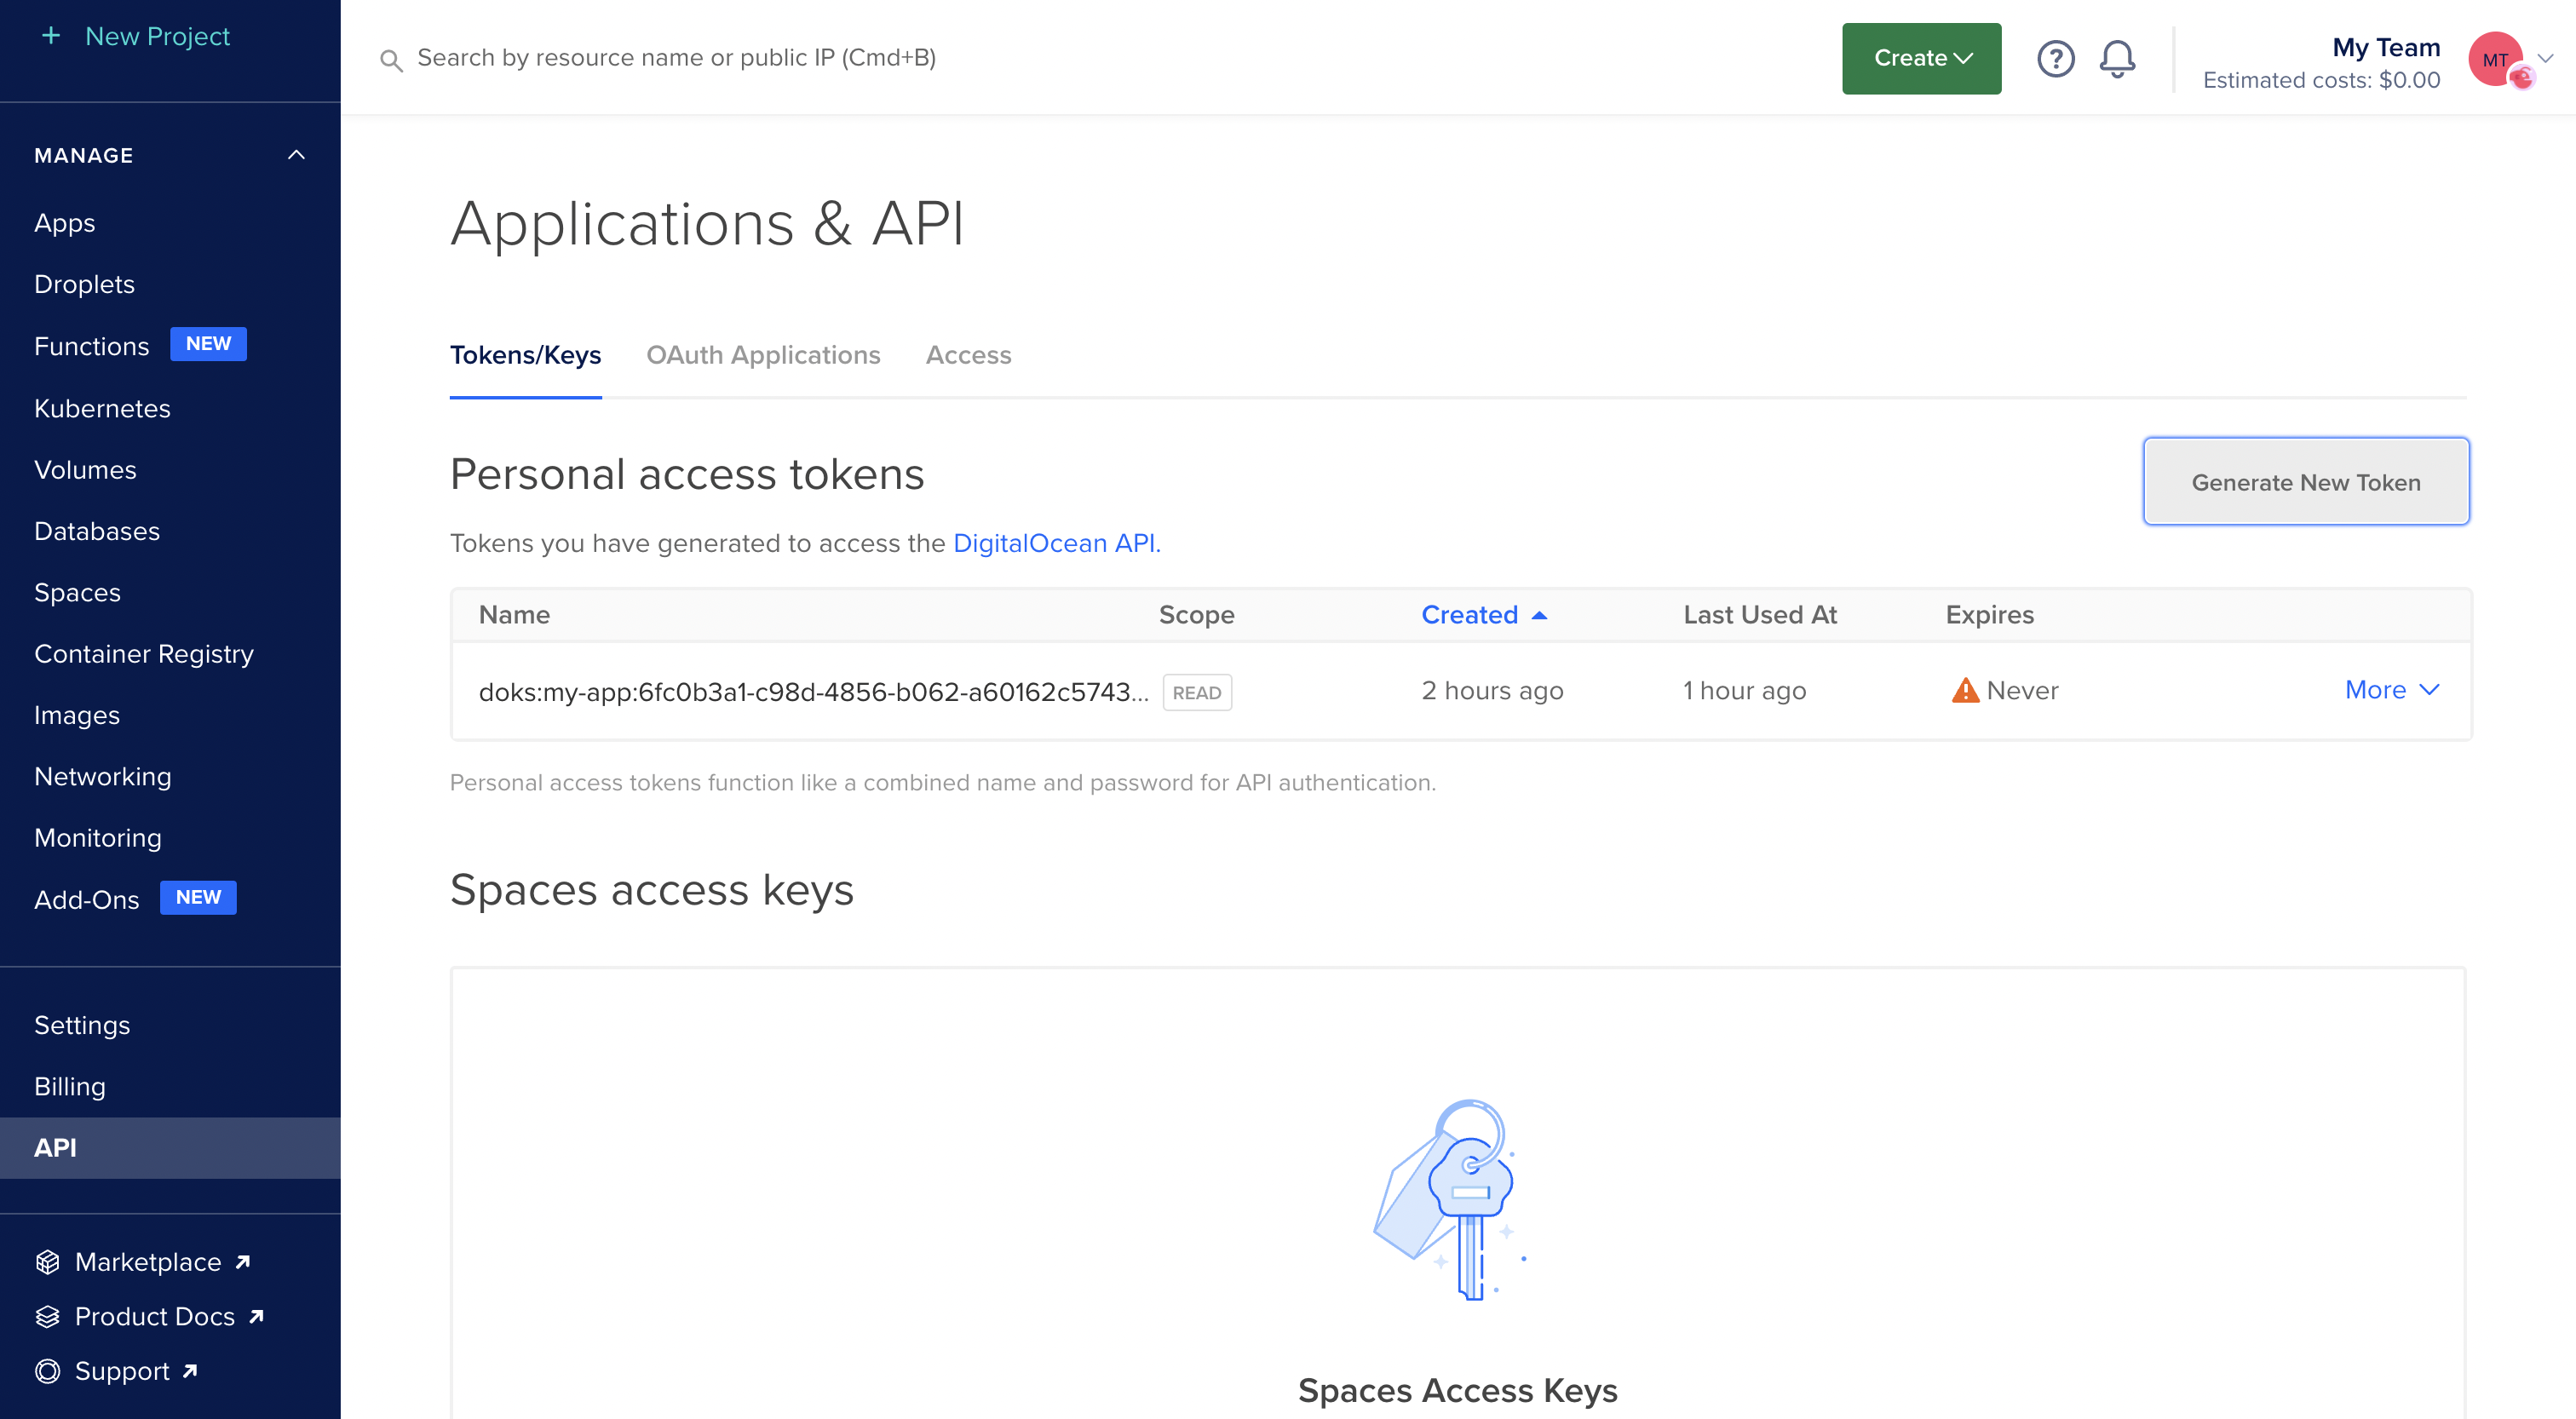 + New Project
MANAGE
Apps
Droplets
Functions NEW
Kubernetes
Volumes
Databases
Spaces
Container Registry
Images
Networking
Monitoring
Add-Ons NEW
Settings
Billing
API
Marketplace
Product Docs
Support
Search by resource name or public IP (Cmd+B)
Create
?
My Team
Estimated costs: $0.00
MT
Applications & API
Tokens/Keys OAuth Applications Access
Personal access tokens
Generate New Token
Tokens you have generated to access the DigitalOcean API.
Name Scope Created Last Used At Expires
doks:my-app:6fc0b3a1-c98d-4856-b062-a60162c5743... READ 2 hours ago 1 hour ago Never More
Personal access tokens function like a combined name and password for API authentication.
Spaces access keys
Spaces Access Keys